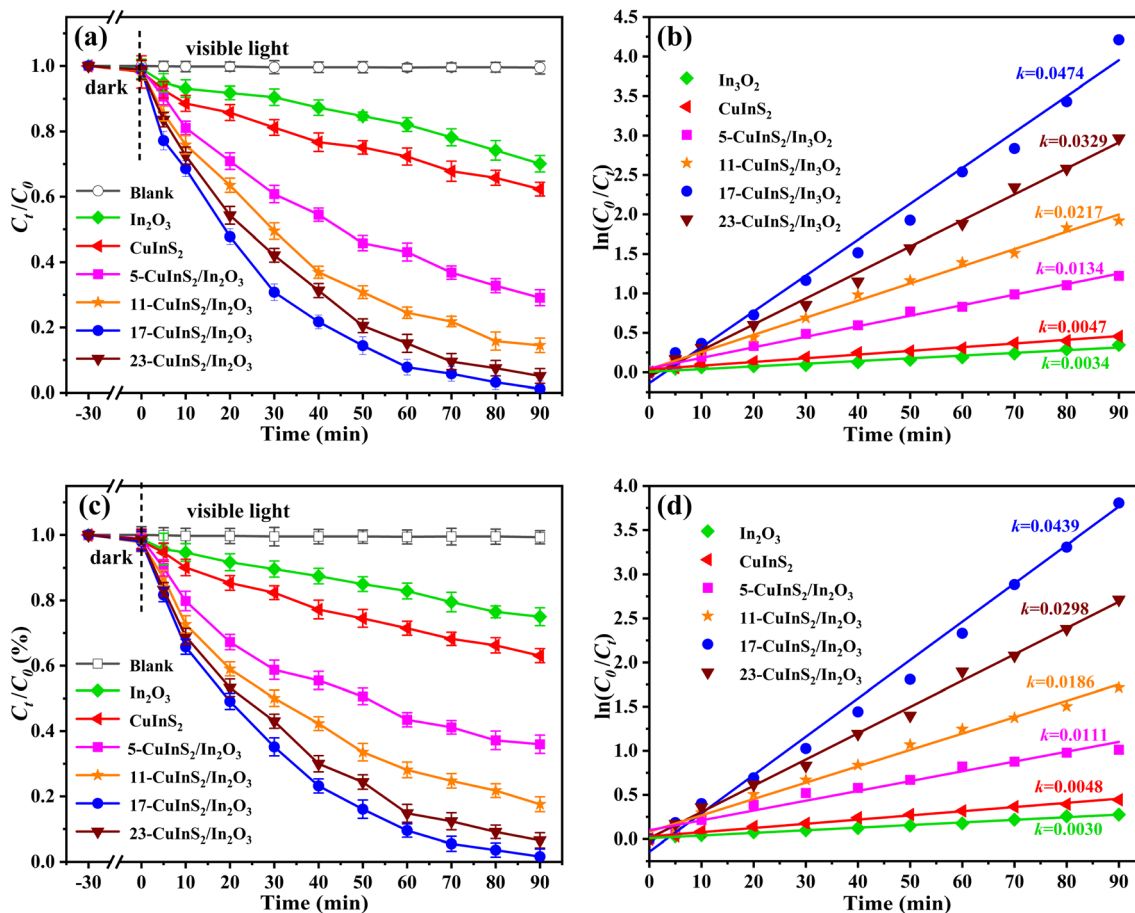 (a)
visible light
dark
Blank
In₂O₃
CuInS₂
5-CuInS₂/In₂O₃
11-CuInS₂/In₂O₃
17-CuInS₂/In₂O₃
23-CuInS₂/In₂O₃
Cₜ/C₀
1.0
0.8
0.6
0.4
0.2
0.0
-30 0 10 20 30 40 50 60 70 80 90
Time (min)
(b)
In₃O₂
CuInS₂
5-CuInS₂/In₃O₂
11-CuInS₂/In₃O₂
17-CuInS₂/In₃O₂
23-CuInS₂/In₃O₂
k=0.0474
k=0.0329
k=0.0217
k=0.0134
k=0.0047
k=0.0034
ln(C₀/Cₜ)
4.5
4.0
3.5
3.0
2.5
2.0
1.5
1.0
0.5
0.0
0 10 20 30 40 50 60 70 80 90
Time (min)
(c)
visible light
dark
Blank
In₂O₃
CuInS₂
5-CuInS₂/In₂O₃
11-CuInS₂/In₂O₃
17-CuInS₂/In₂O₃
23-CuInS₂/In₂O₃
Cₜ/C₀(%)
1.0
0.8
0.6
0.4
0.2
0.0
-30 0 10 20 30 40 50 60 70 80 90
Time (min)
(d)
In₂O₃
CuInS₂
5-CuInS₂/In₂O₃
11-CuInS₂/In₂O₃
17-CuInS₂/In₂O₃
23-CuInS₂/In₂O₃
k=0.0439
k=0.0298
k=0.0186
k=0.0111
k=0.0048
k=0.0030
ln(C₀/Cₜ)
4.0
3.5
3.0
2.5
2.0
1.5
1.0
0.5
0.0
0 10 20 30 40 50 60 70 80 90
Time (min)